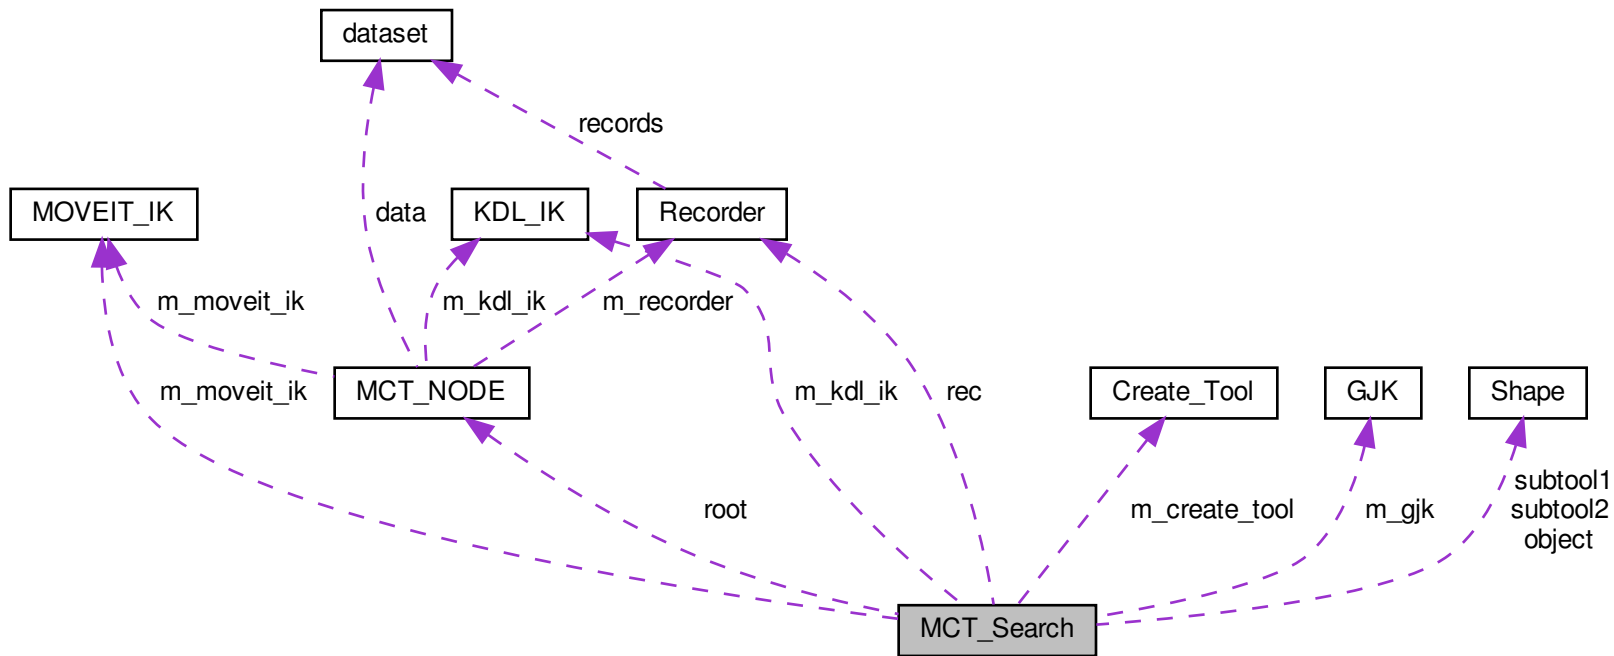 dataset
records
MOVEIT_IK
data
KDL_IK
Recorder
m_moveit_ik
m_kdl_ik
m_recorder
m_moveit_ik
MCT_NODE
m_kdl_ik
rec
Create_Tool
GJK
Shape
root
m_create_tool
m_gjk
subtool1
subtool2
object
MCT_Search